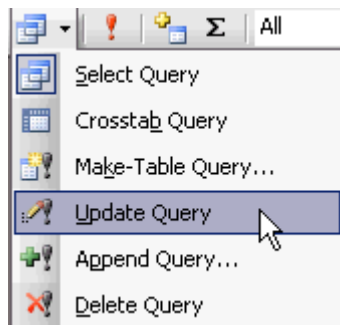 Σ All
Select Query
Crosstab Query
Make-Table Query...
Update Query
Append Query...
Delete Query